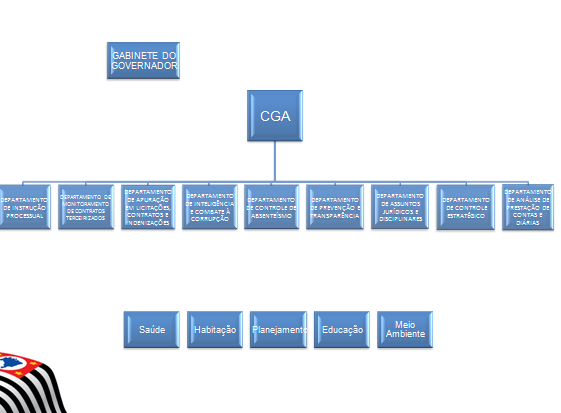 GABINETE DO
GOVERNADOR
CGA
DEPARTAMENTO
DE INSTRUÇÃO
PROCESSUAL
DEPARTAMENTO DE
MONITORAMENTO
DE CONTRATOS
TERCEIRIZADOS
DEPARTAMENTO
DE APURAÇÃO
EM LICITAÇÕES,
CONTRATOS E
INDENIZAÇÕES
DEPARTAMENTO
DE INTELIGÊNCIA
E COMBATE À
CORRUPÇÃO
DEPARTAMENTO
DE CONTROLE DE
ABSENTEÍSMO
DEPARTAMENTO
DE PREVENÇÃO E
TRANSPARÊNCIA
DEPARTAMENTO
DE ASSUNTOS
JURÍDICOS E
DISCIPLINARES
DEPARTAMENTO
DE CONTROLE
ESTRATÉGICO
DEPARTAMENTO
DE ANÁLISE DE
PRESTAÇÃO DE
CONTAS E
DIÁRIAS
Saúde
Habitação
Planejamento
Educação
Meio
Ambiente